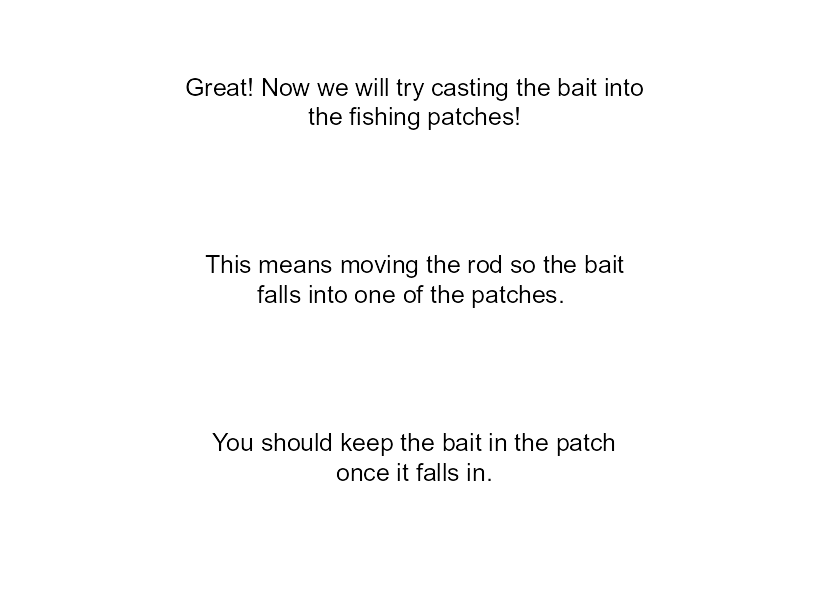 Great! Now we will try casting the bait into
the fishing patches!
This means moving the rod so the bait
falls into one of the patches.
You should keep the bait in the patch
once it falls in.